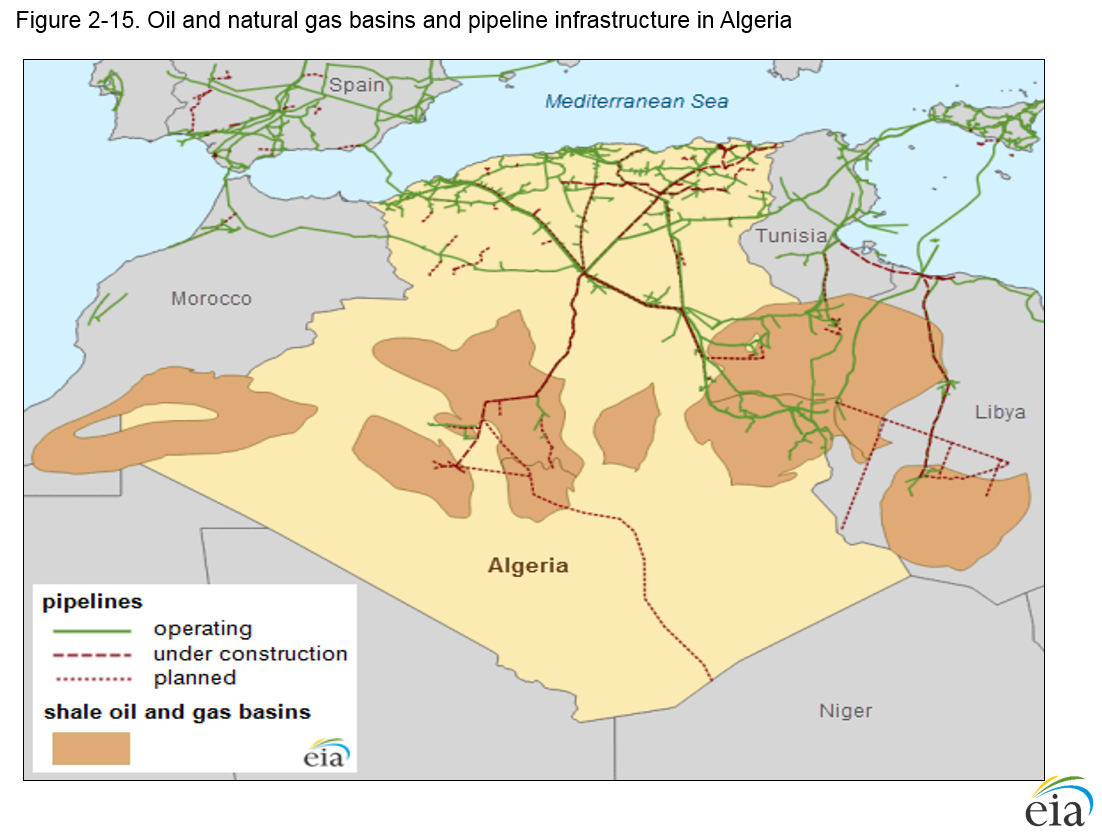 Figure 2-15. Oil and natural gas basins and pipeline infrastructure in Algeria
Spain
Mediterranean Sea
Tunisia
Morocco
Libya
Algeria
pipelines
operating
under construction
planned
shale oil and gas basins
Niger
eia
eia